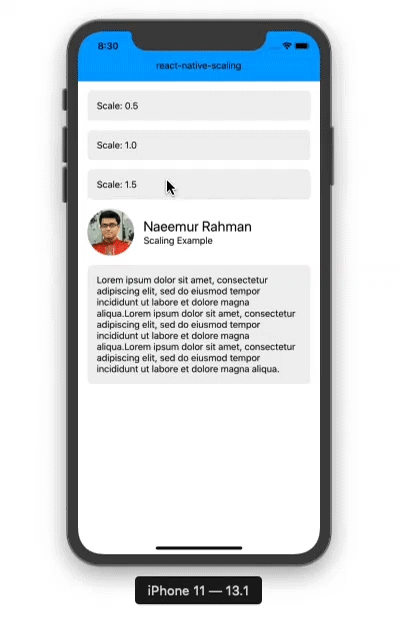 8:30
react-native-scaling
Scale: 0.5
Scale: 1.0
Scale: 1.5
Naeemur Rahman
Scaling Example
Lorem ipsum dolor sit amet, consectetur
adipiscing elit, sed do eiusmod tempor
incididunt ut labore et dolore magna
aliqua.Lorem ipsum dolor sit amet, consectetur
adipiscing elit, sed do eiusmod tempor
incididunt ut labore et dolore magna
aliqua.Lorem ipsum dolor sit amet, consectetur
adipiscing elit, sed do eiusmod tempor
incididunt ut labore et dolore magna aliqua.
iPhone 11 — 13.1